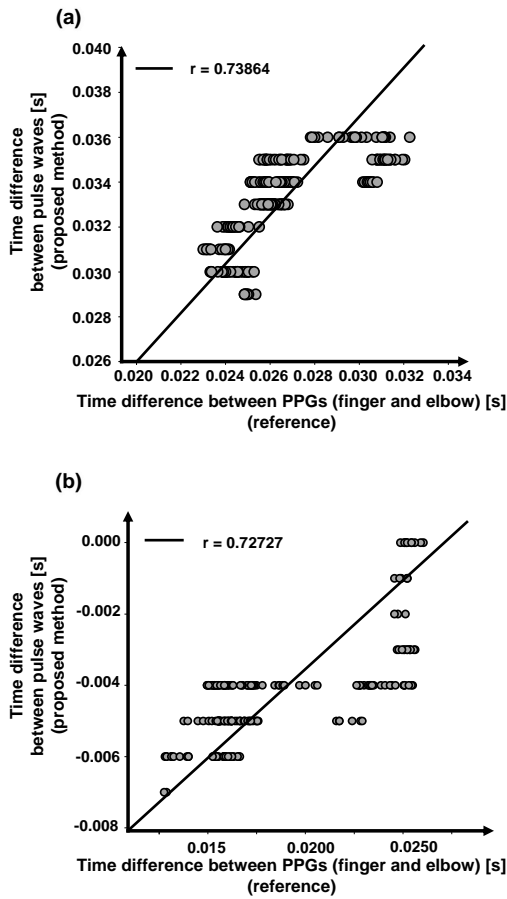 (a)
0.040
0.038
0.036
0.034
0.032
0.030
0.028
0.026
r = 0.73864
Time difference
between pulse waves [s]
(proposed method)
0.020 0.022 0.024 0.026 0.028 0.030 0.032 0.034
Time difference between PPGs (finger and elbow) [s]
(reference)
(b)
0.000
-0.002
-0.004
-0.006
-0.008
r = 0.72727
Time difference
between pulse waves [s]
(proposed method)
0.015 0.0200 0.0250
Time difference between PPGs (finger and elbow) [s]
(reference)